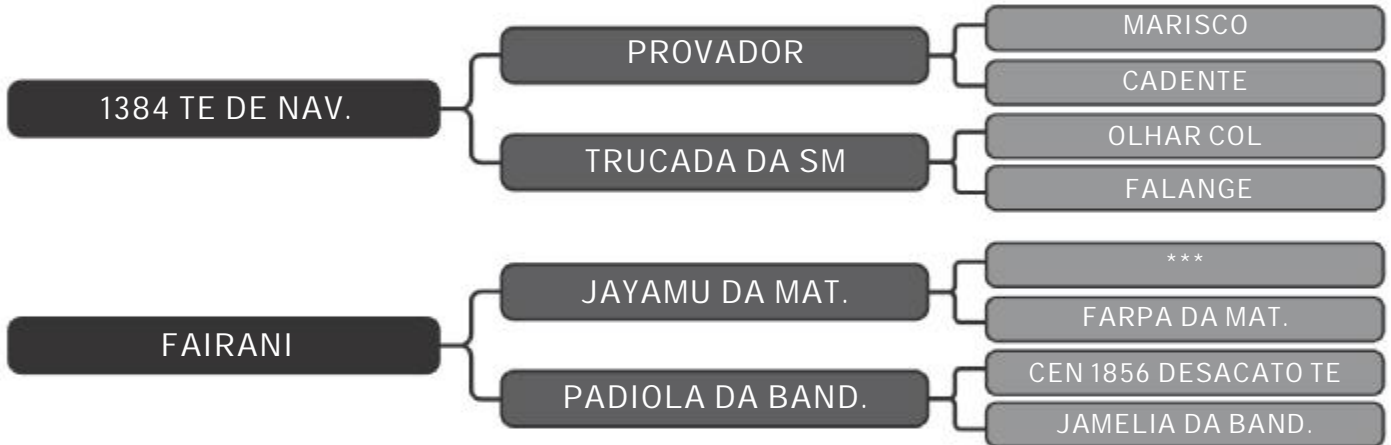 MARISCO
PROVADOR
CADENTE
1384 TE DE NAV.
OLHAR COL
TRUCADA DA SM
FALANGE
***
JAYAMU DA MAT.
FARPA DA MAT.
FAIRANI
CEN 1856 DESACATO TE
PADIOLA DA BAND.
JAMELIA DA BAND.